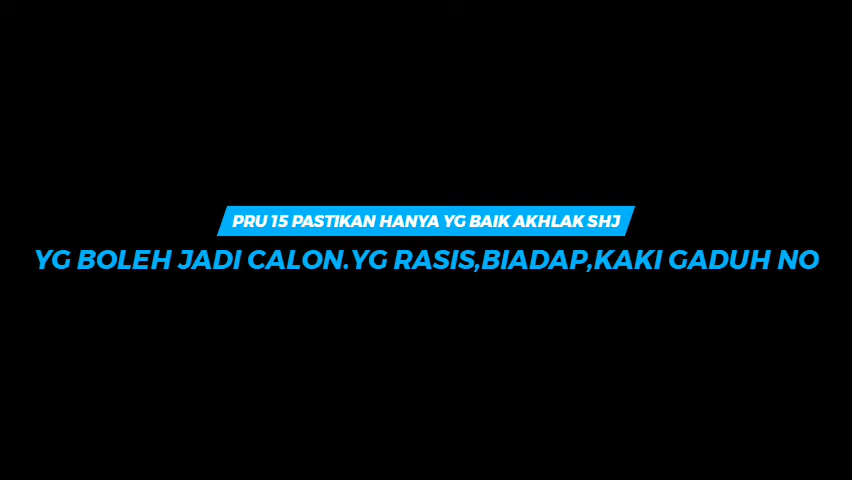 PRU 15 PASTIKAN HANYA YG BAIK AKHLAK SHJ
YG BOLEH JADI CALON.YG RASIS,BIADAP,KAKI GADUH NO